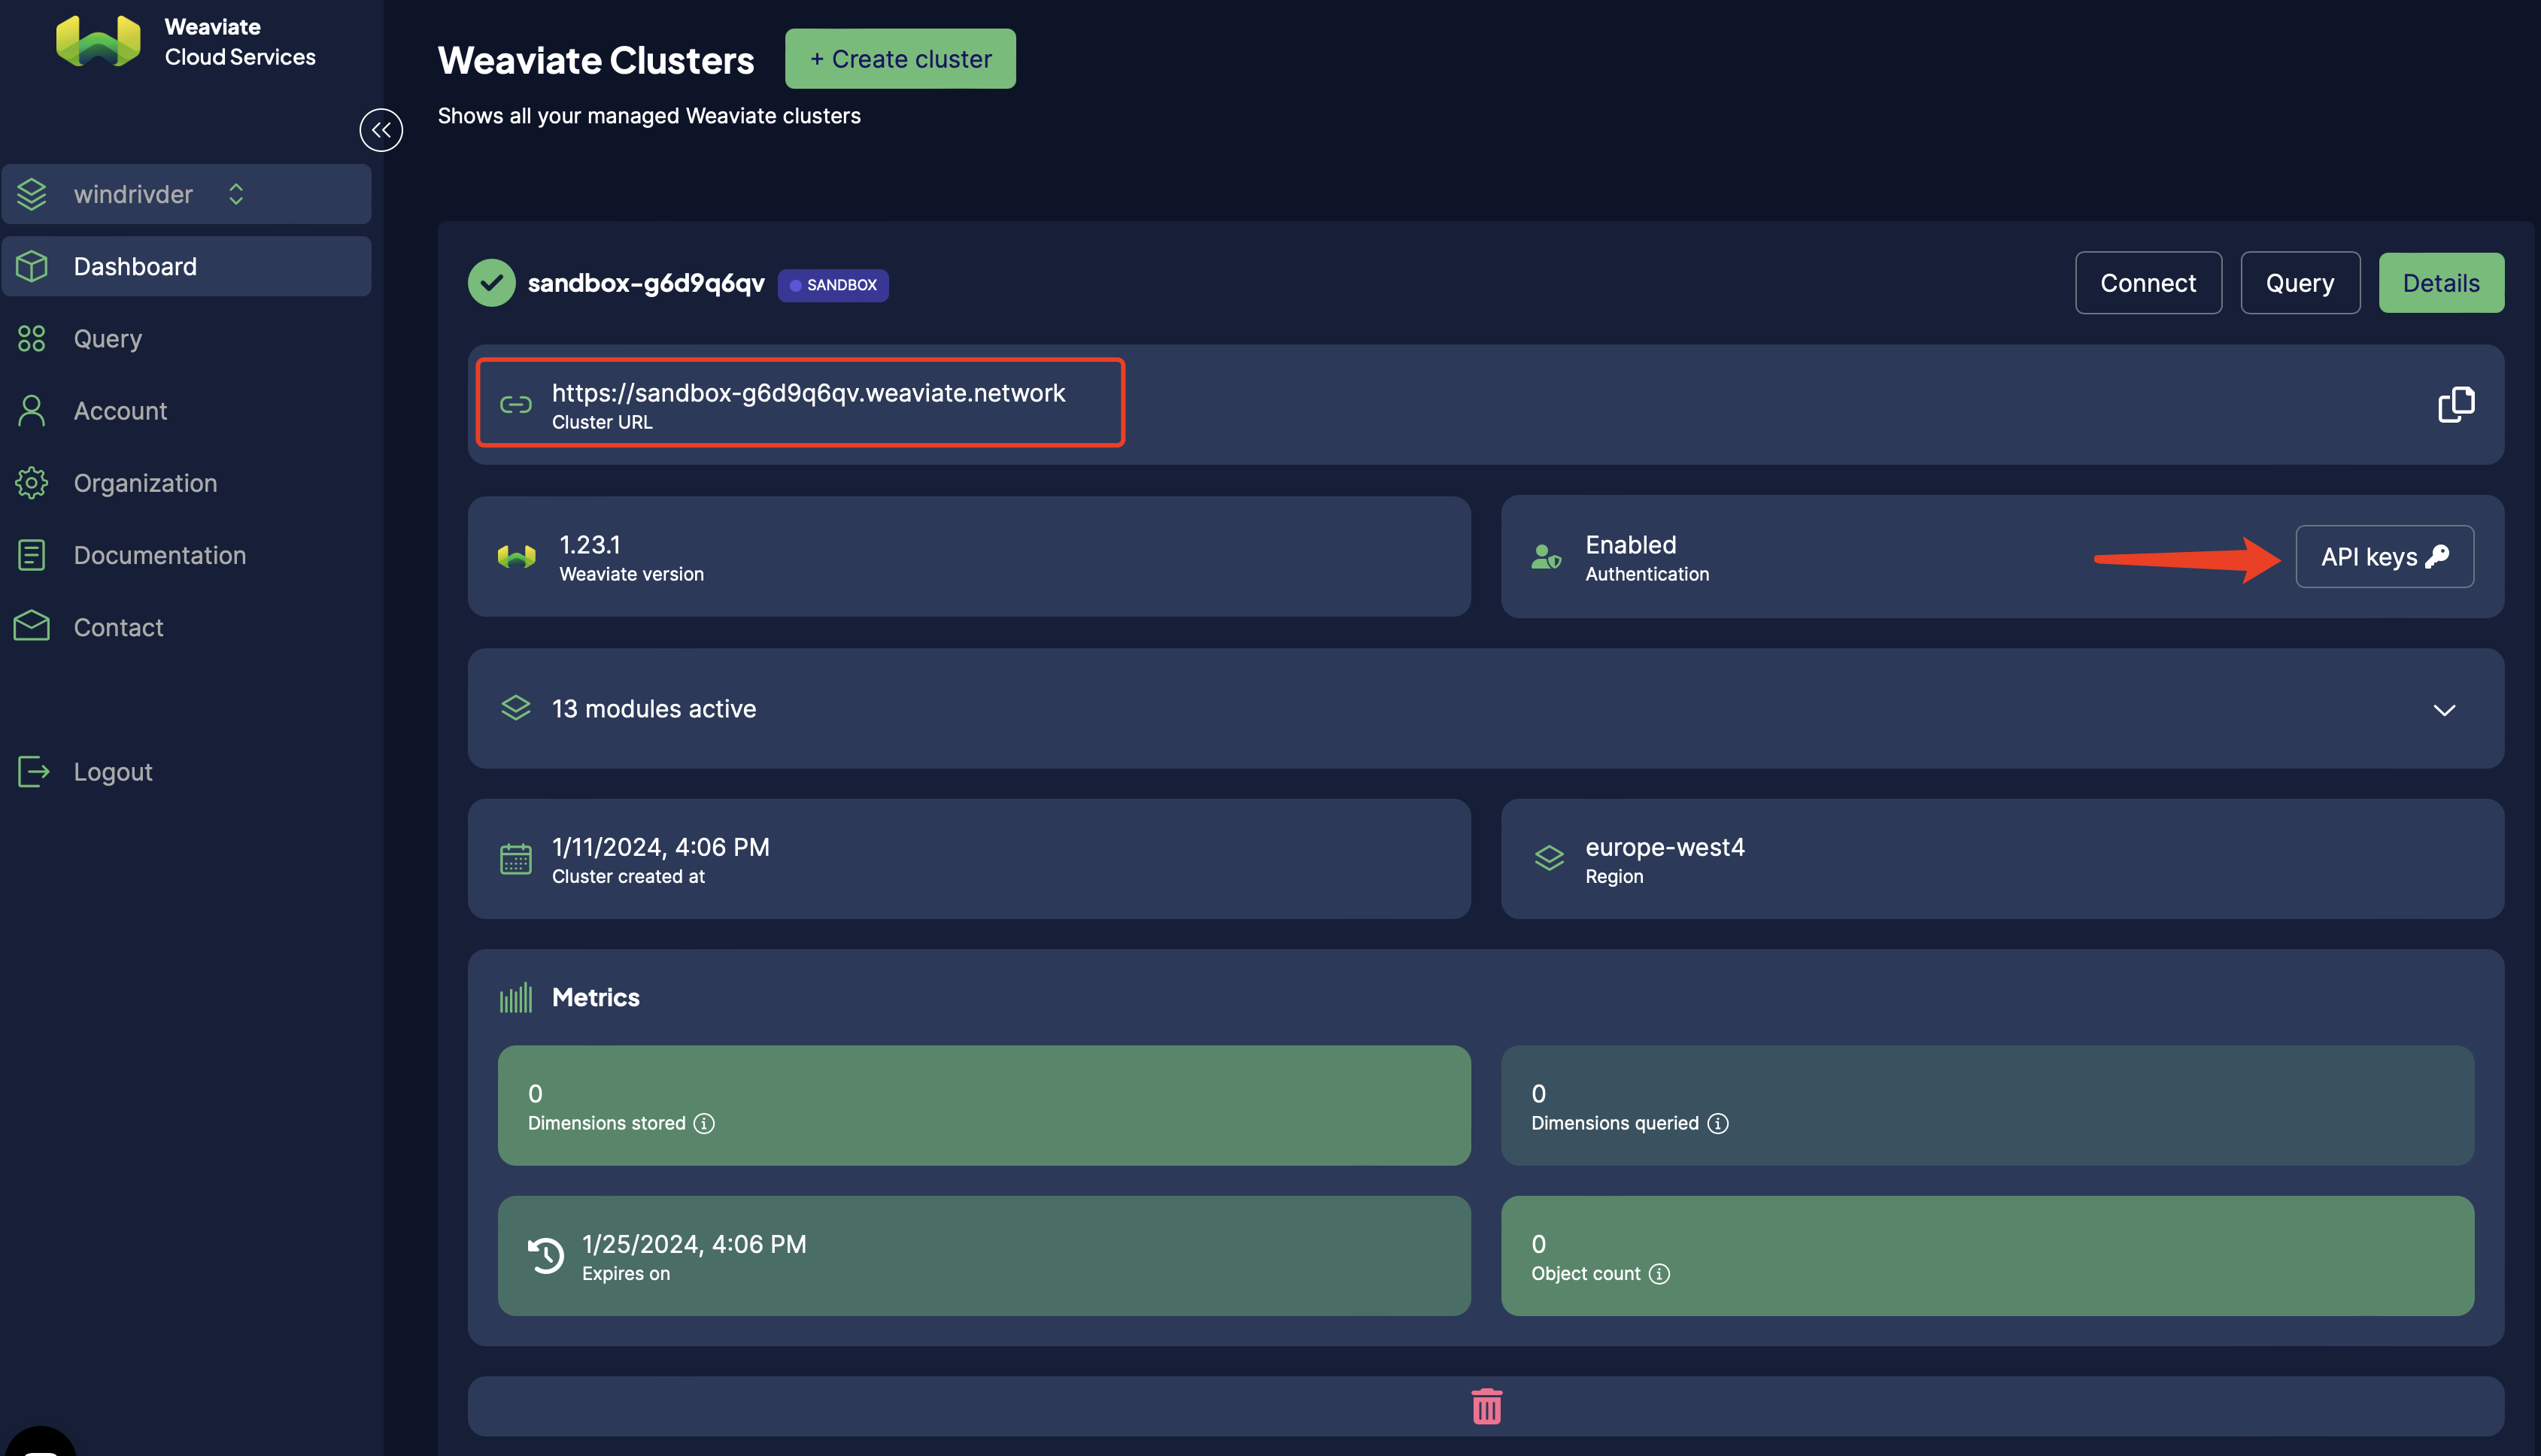 Weaviate
Cloud Services
windrivder
Dashboard
Query
Account
Organization
Documentation
Contact
Logout
Weaviate Clusters
+ Create cluster
Shows all your managed Weaviate clusters
sandbox-g6d9q6qv
SANDBOX
Connect
Query
Details
https://sandbox-g6d9q6qv.weaviate.network
Cluster URL
1.23.1
Weaviate version
Enabled
Authentication
API keys
13 modules active
1/11/2024, 4:06 PM
Cluster created at
europe-west4
Region
Metrics
0
Dimensions stored
0
Dimensions queried
1/25/2024, 4:06 PM
Expires on
0
Object count